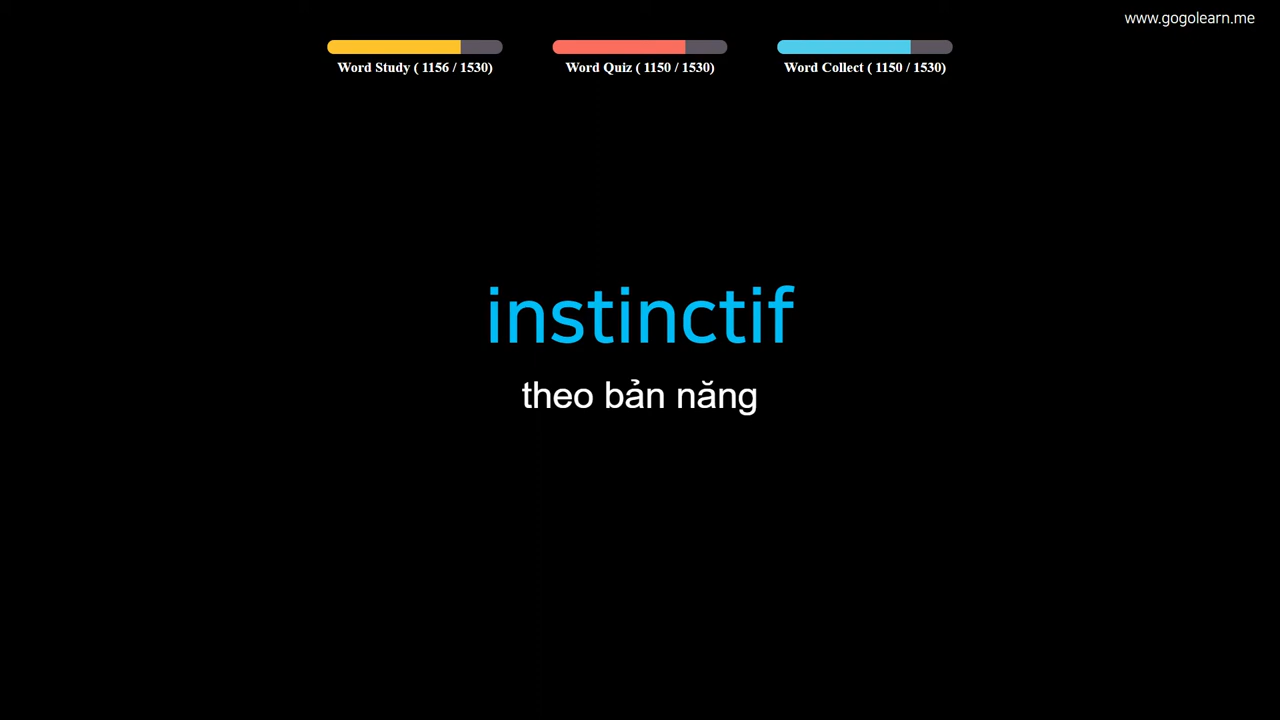 www.gogolearn.me
Word Study ( 1156 / 1530)
Word Quiz ( 1150 / 1530)
Word Collect ( 1150 / 1530)
instinctif
theo bản năng